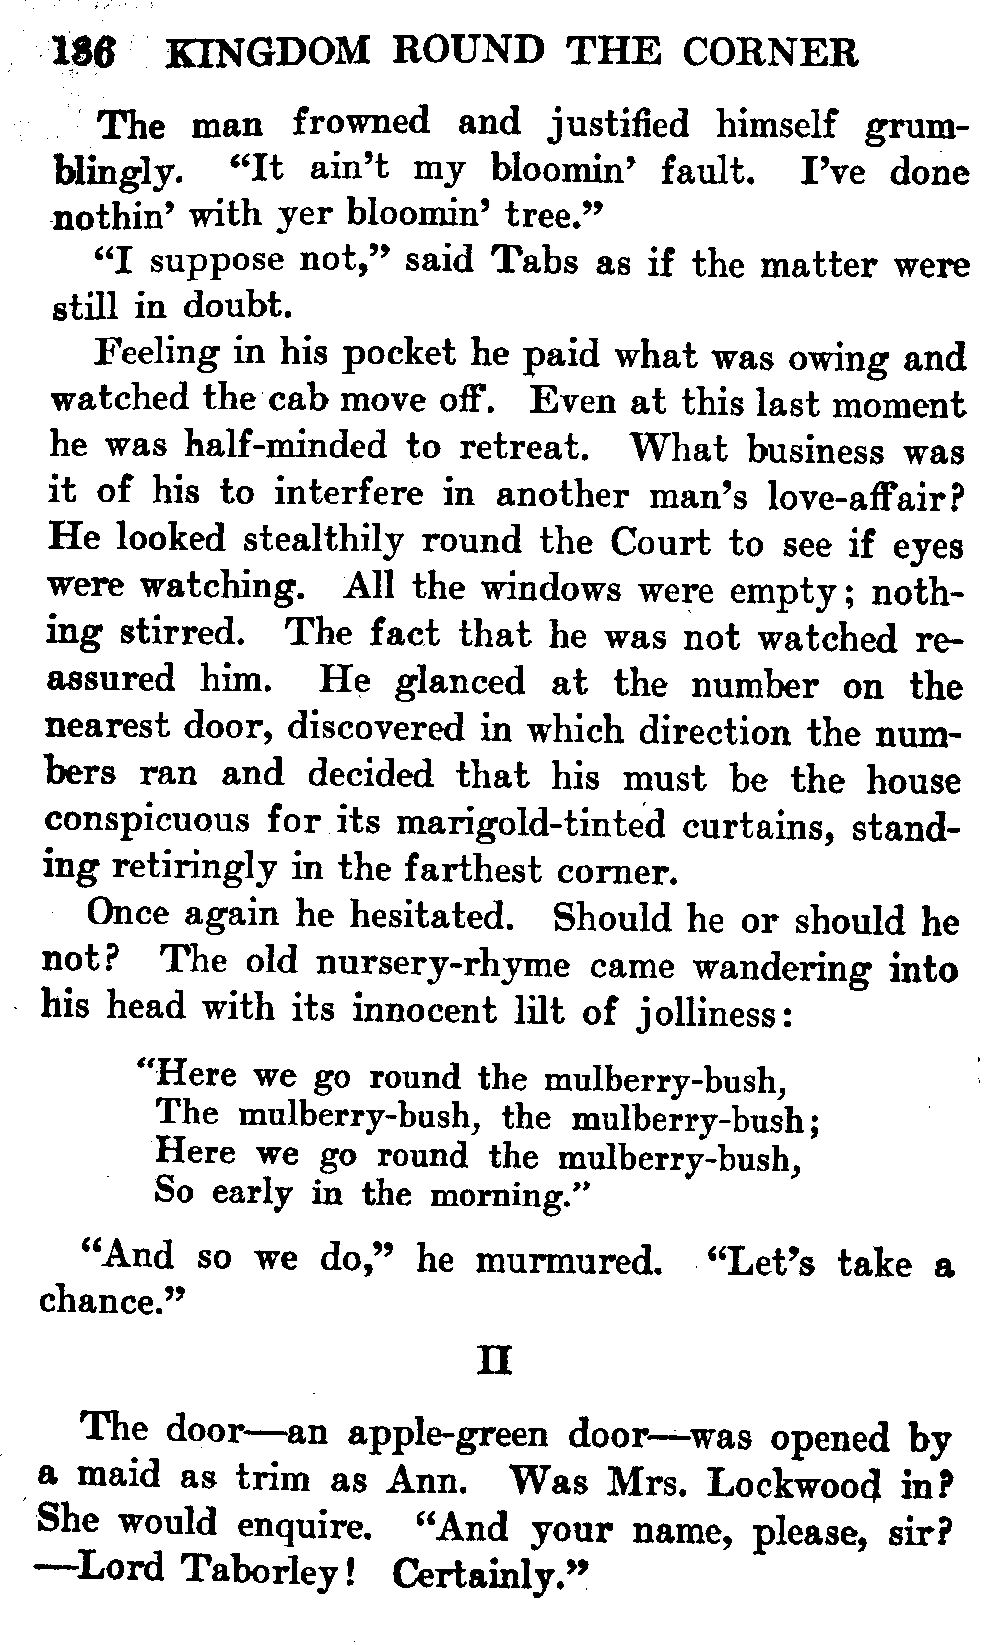 186 KINGDOM ROUND THE CORNER
The man frowned and justified himself grum-
blingly. "It ain't my bloomin' fault. I've done
nothin' with yer bloomin' tree."
"I suppose not," said Tabs as if the matter were
still in doubt.
Feeling in his pocket he paid what was owing and
watched the cab move off. Even at this last moment
he was half-minded to retreat. What business was
it of his to interfere in another man's love-affair?
He looked stealthily round the Court to see if eyes
were watching. All the windows were empty; noth-
ing stirred. The fact that he was not watched re-
assured him. He glanced at the number on the
nearest door, discovered in which direction the num-
bers ran and decided that his must be the house
conspicuous for its marigold-tinted curtains, stand-
ing retiringly in the farthest corner.
Once again he hesitated. Should he or should he
not? The old nursery-rhyme came wandering into
his head with its innocent lilt of jolliness:
"Here we go round the mulberry-bush,
The mulberry-bush, the mulberry-bush;
Here we go round the mulberry-bush,
So early in the morning."
"And so we do," he murmured. "Let's take a
chance."
II
The door—an apple-green door—was opened by
a maid as trim as Ann. Was Mrs. Lockwood in?
She would enquire. "And your name, please, sir?
—Lord Taborley! Certainly."